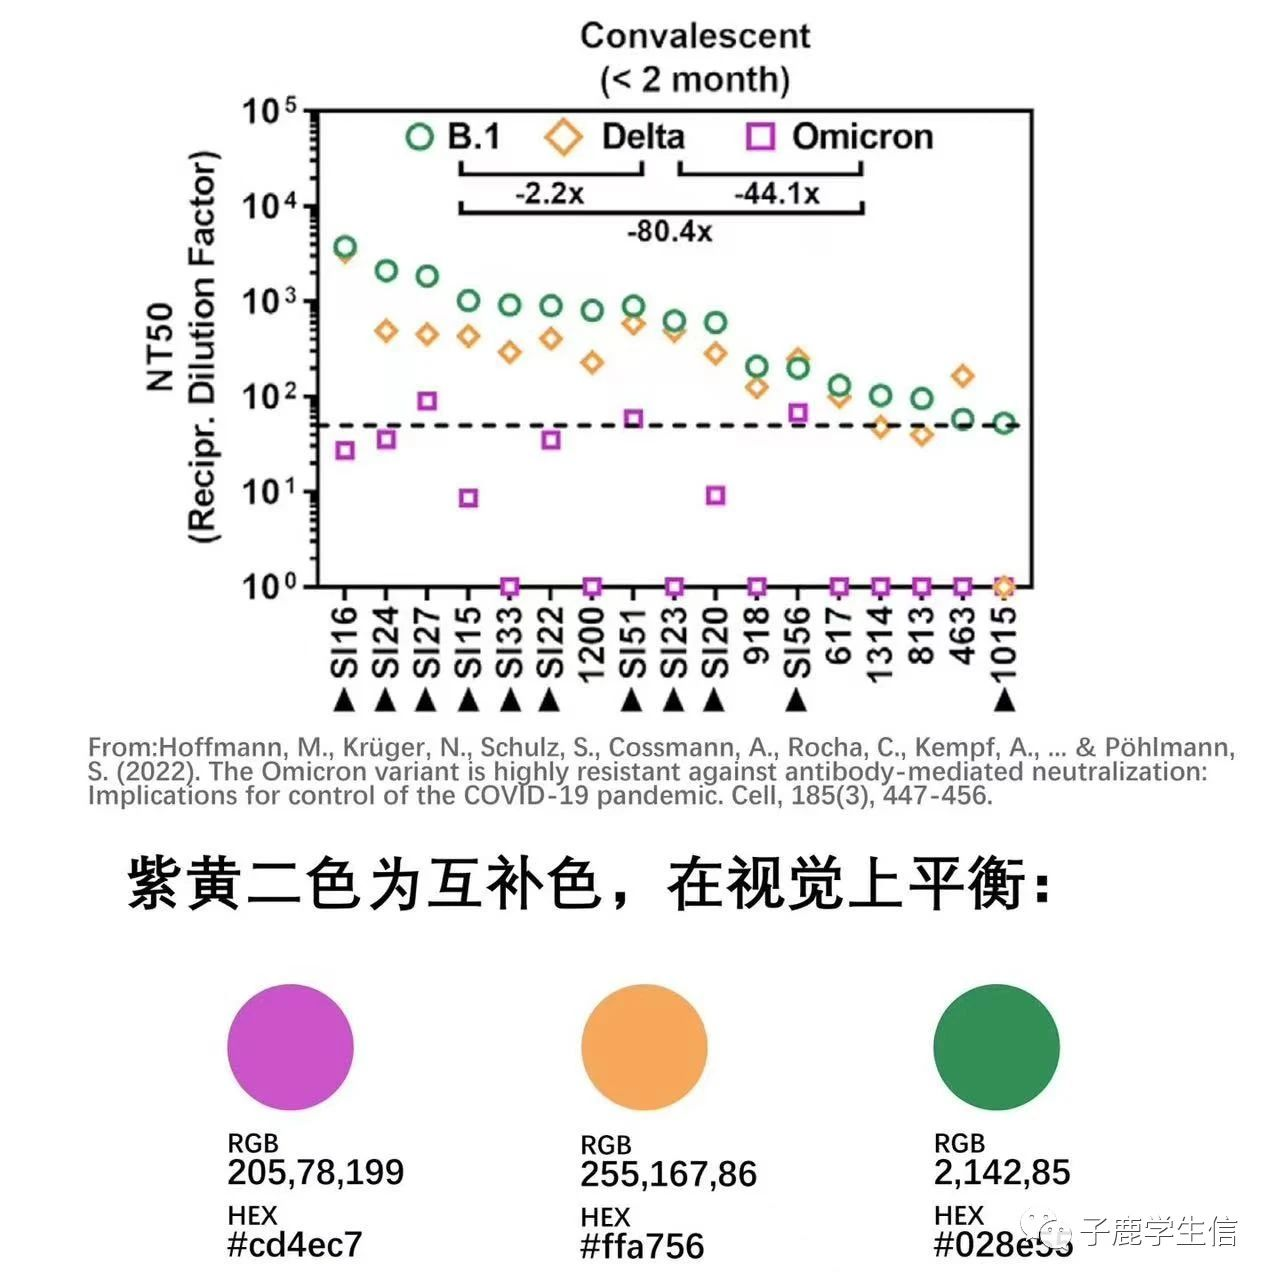 Convalescent
(< 2 month)
B.1 Delta Omicron
-2.2x -44.1x
-80.4x
NT50
(Recipr. Dilution Factor)
10⁵
10⁴
10³
10²
10¹
10⁰
▲SI16 ▲SI24 ▲SI27 ▲SI15 ▲SI33 ▲SI22 1200 ▲SI51 ▲SI23 ▲SI20 918 ▲SI56 617 1314 813 463 ▲1015
From:Hoffmann, M., Krüger, N., Schulz, S., Cossmann, A., Rocha, C., Kempf, A., ... & Pöhlmann,
S. (2022). The Omicron variant is highly resistant against antibody-mediated neutralization:
Implications for control of the COVID-19 pandemic. Cell, 185(3), 447-456.
紫黄二色为互补色，在视觉上平衡：
RGB RGB RGB
205,78,199 255,167,86 2,142,85
HEX HEX HEX
#cd4ec7 #ffa756
子鹿学生信